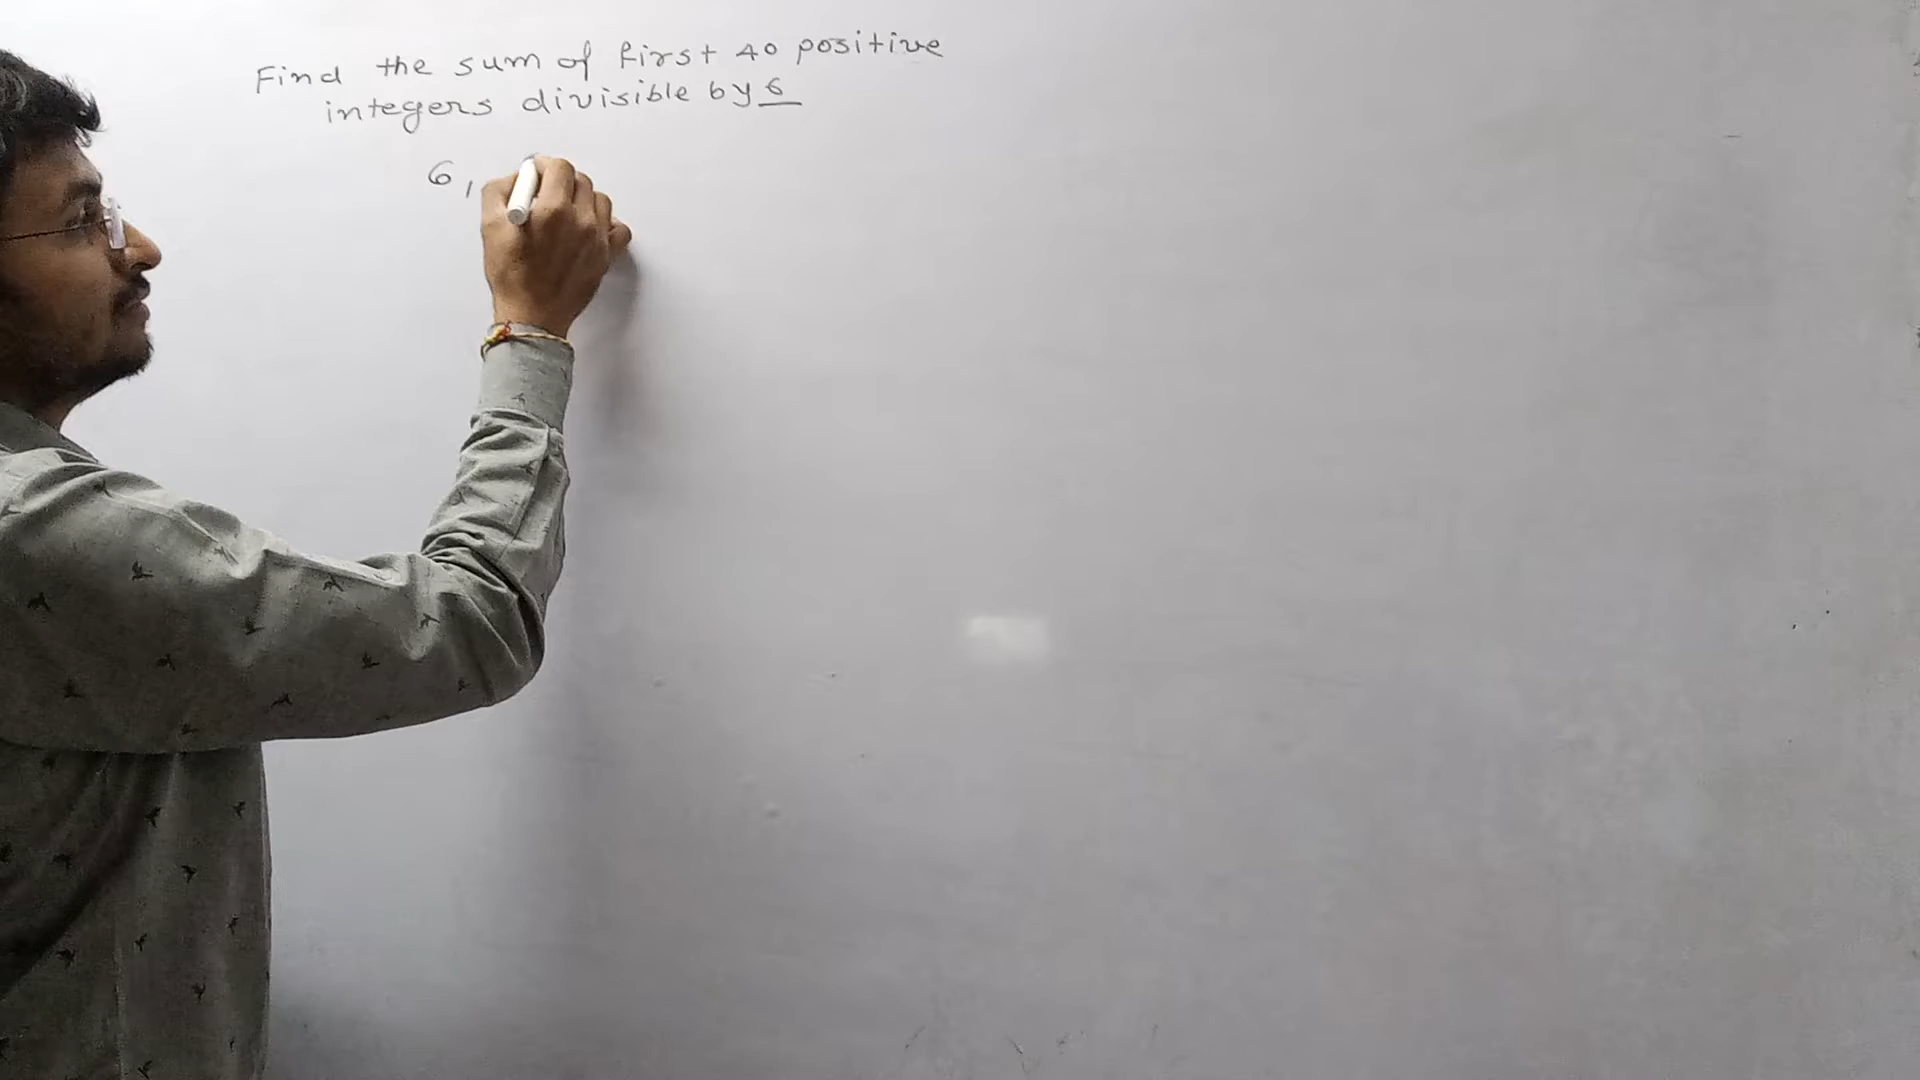 Find the sum of first 40 positive
integers divisible by 6
6,